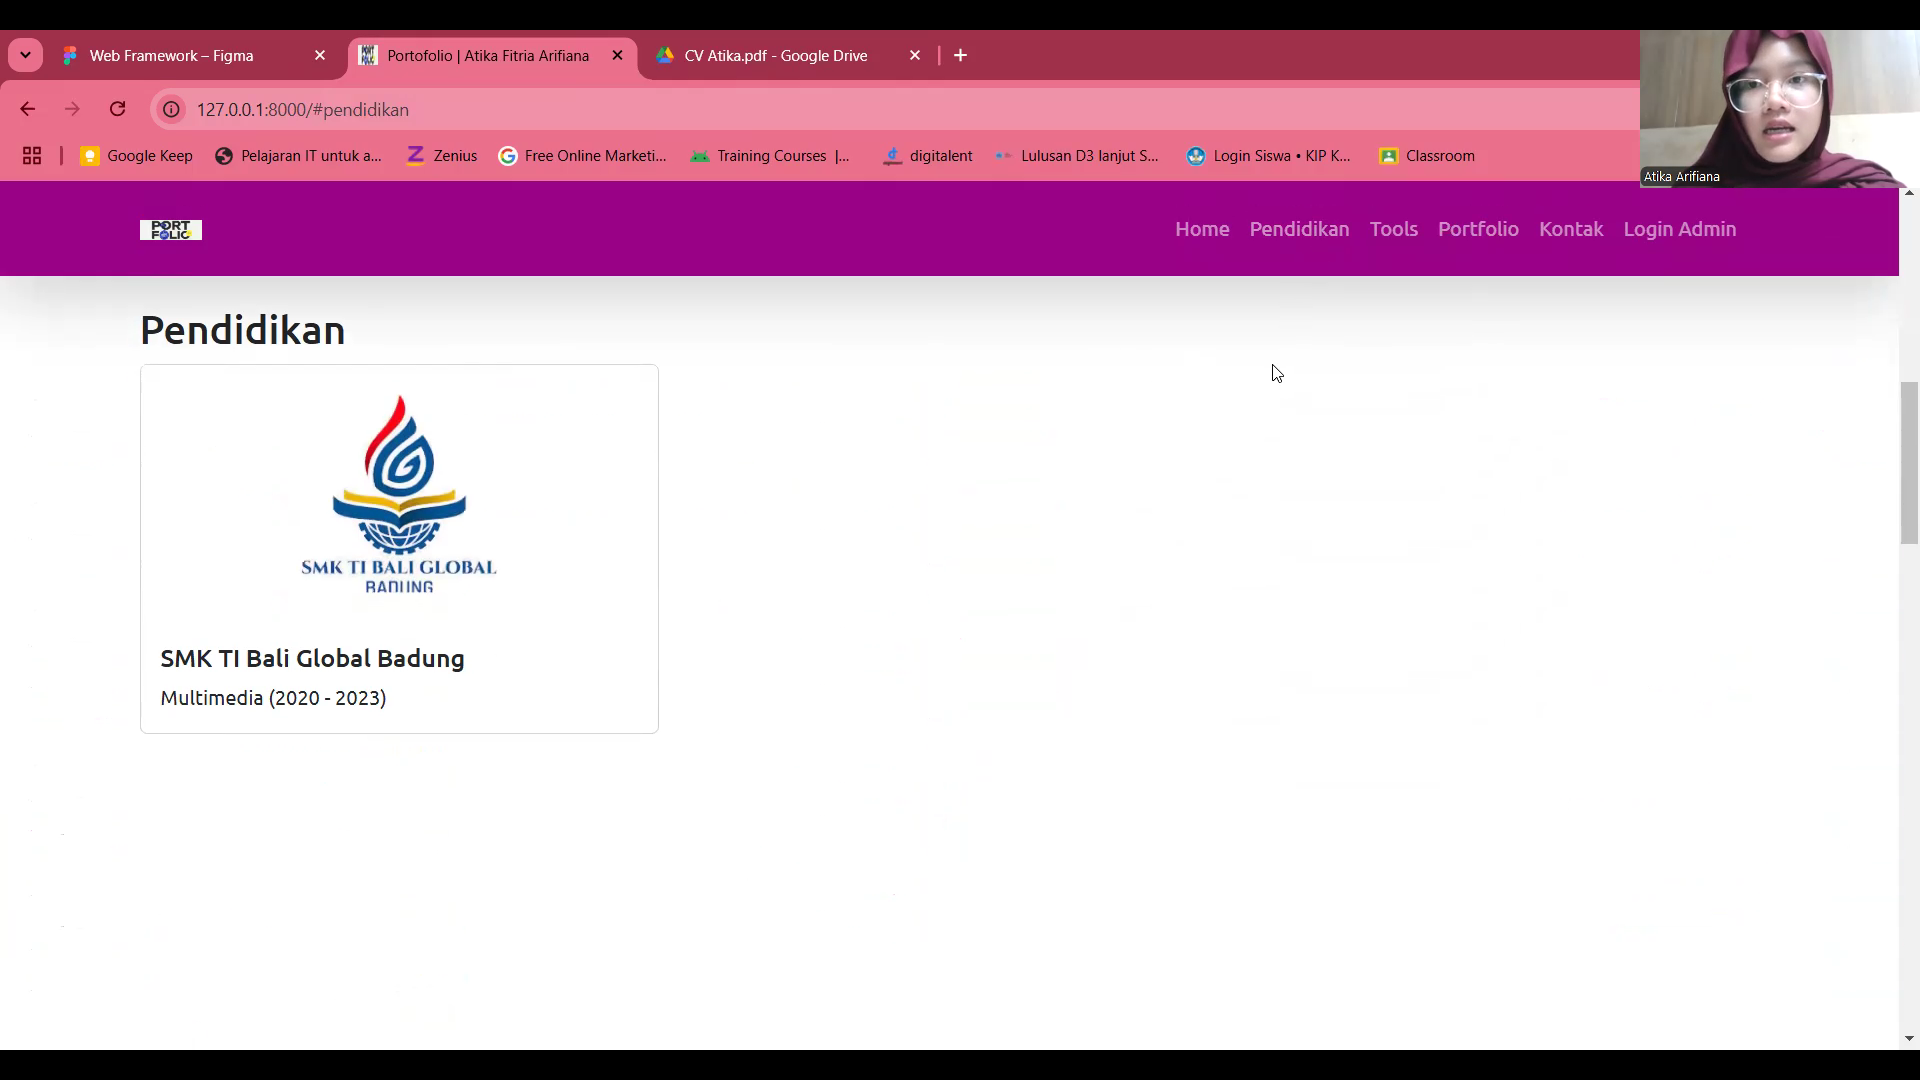 Web Framework – Figma
Portofolio | Atika Fitria Arifiana
CV Atika.pdf - Google Drive
127.0.0.1:8000/#pendidikan
Google Keep
Pelajaran IT untuk a...
Zenius
Free Online Marketi...
Training Courses |...
digitalent
Lulusan D3 lanjut S...
Login Siswa • KIP K...
Classroom
Atika Arifiana
PORT
FOLIO
Home
Pendidikan
Tools
Portfolio
Kontak
Login Admin
Pendidikan
SMK TI BALI GLOBAL
BADUNG
SMK TI Bali Global Badung
Multimedia (2020 - 2023)